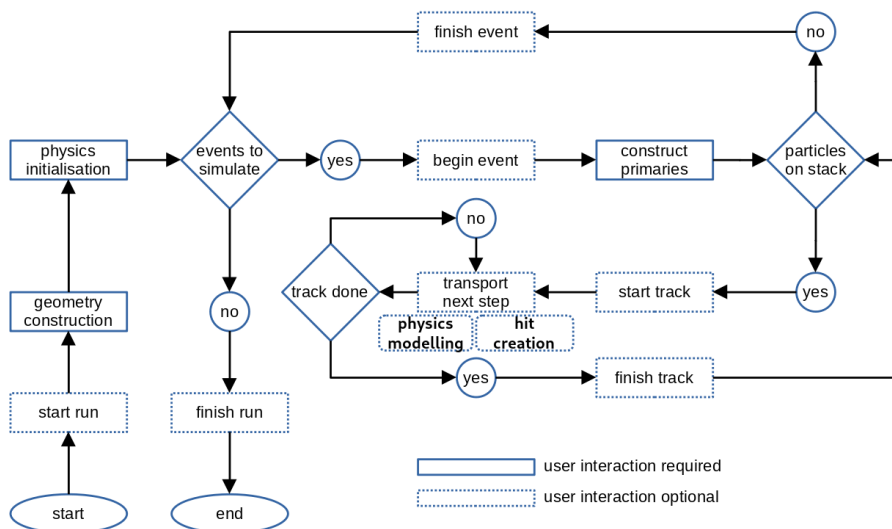 finish event
no
physics
initialisation
events to
simulate
yes
begin event
construct
primaries
particles
on stack
no
track done
transport
next step
start track
yes
geometry
construction
no
physics
modelling
hit
creation
yes
finish track
start run
finish run
user interaction required
user interaction optional
start
end